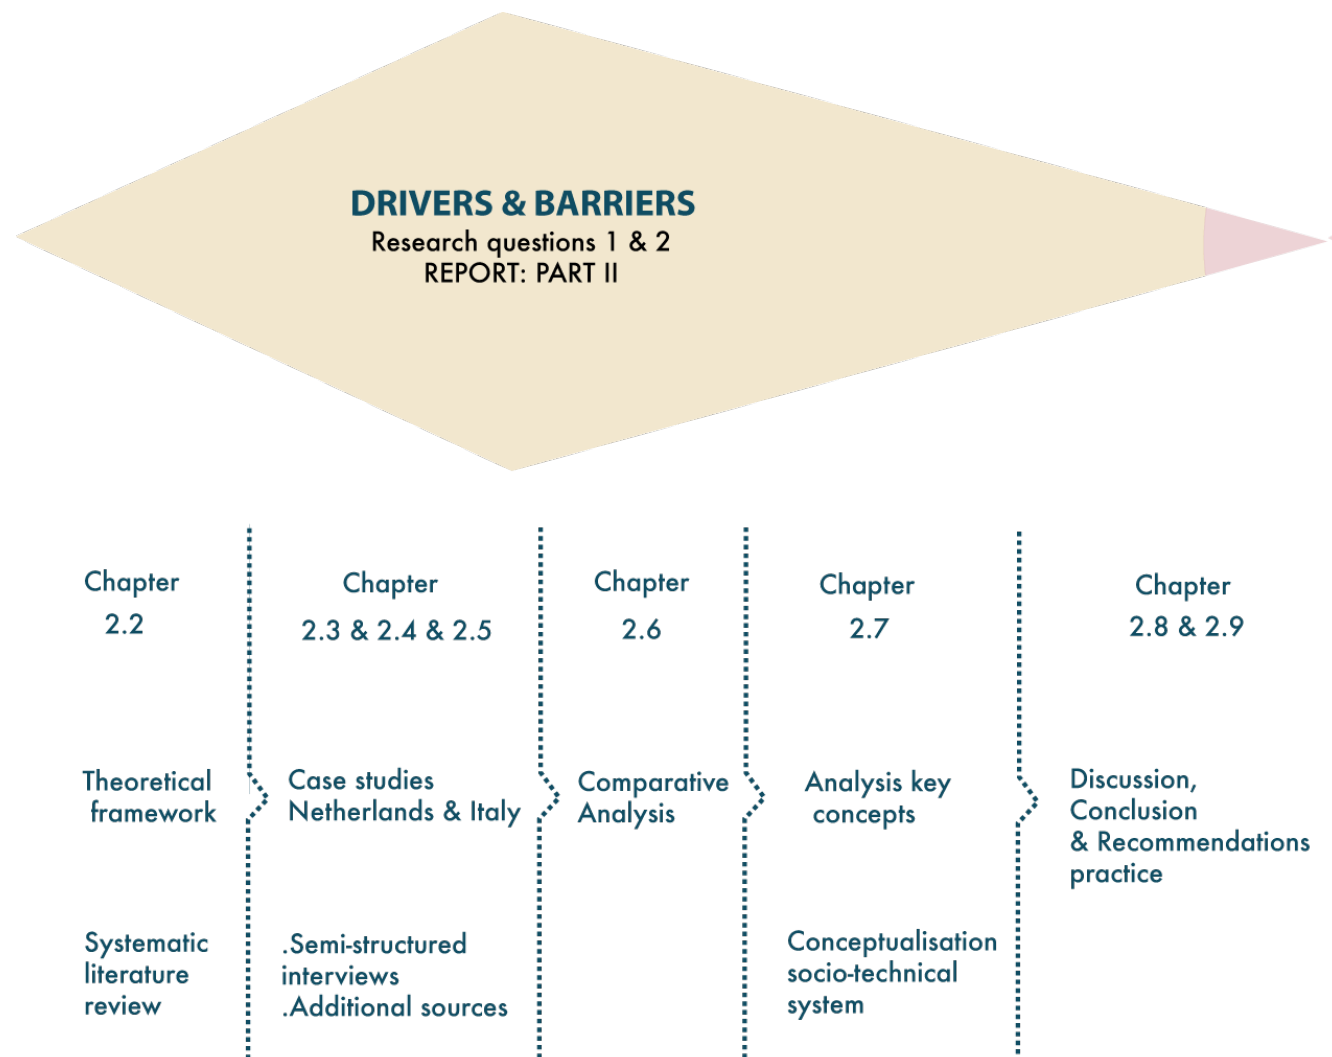 DRIVERS & BARRIERS
Research questions 1 & 2
REPORT: PART II
Chapter
2.2
Theoretical
framework
Systematic
literature
review
Chapter
2.3 & 2.4 & 2.5
Case studies
Netherlands & Italy
.Semi-structured
interviews
.Additional sources
Chapter
2.6
Comparative
Analysis
Chapter
2.7
Analysis key
concepts
Conceptualisation
socio-technical
system
Chapter
2.8 & 2.9
Discussion,
Conclusion
& Recommendations
practice